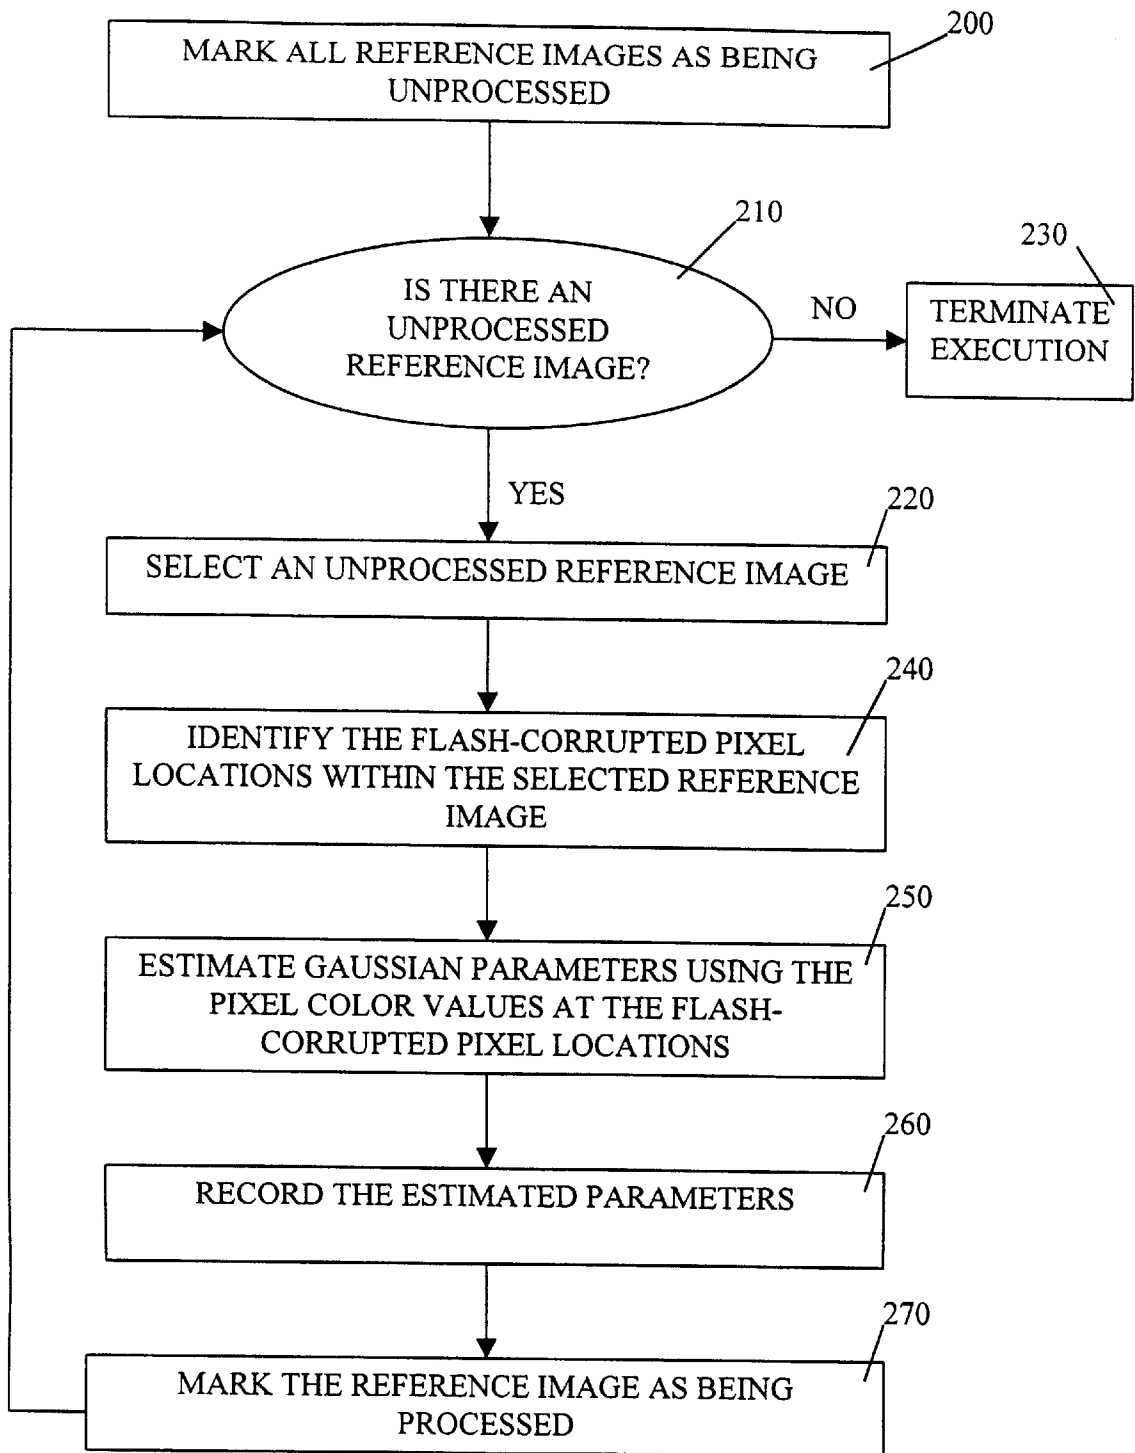 200
MARK ALL REFERENCE IMAGES AS BEING
UNPROCESSED
210
230
IS THERE AN
UNPROCESSED
REFERENCE IMAGE?
NO
TERMINATE
EXECUTION
YES
220
SELECT AN UNPROCESSED REFERENCE IMAGE
240
IDENTIFY THE FLASH-CORRUPTED PIXEL
LOCATIONS WITHIN THE SELECTED REFERENCE
IMAGE
250
ESTIMATE GAUSSIAN PARAMETERS USING THE
PIXEL COLOR VALUES AT THE FLASH-
CORRUPTED PIXEL LOCATIONS
260
RECORD THE ESTIMATED PARAMETERS
270
MARK THE REFERENCE IMAGE AS BEING
PROCESSED